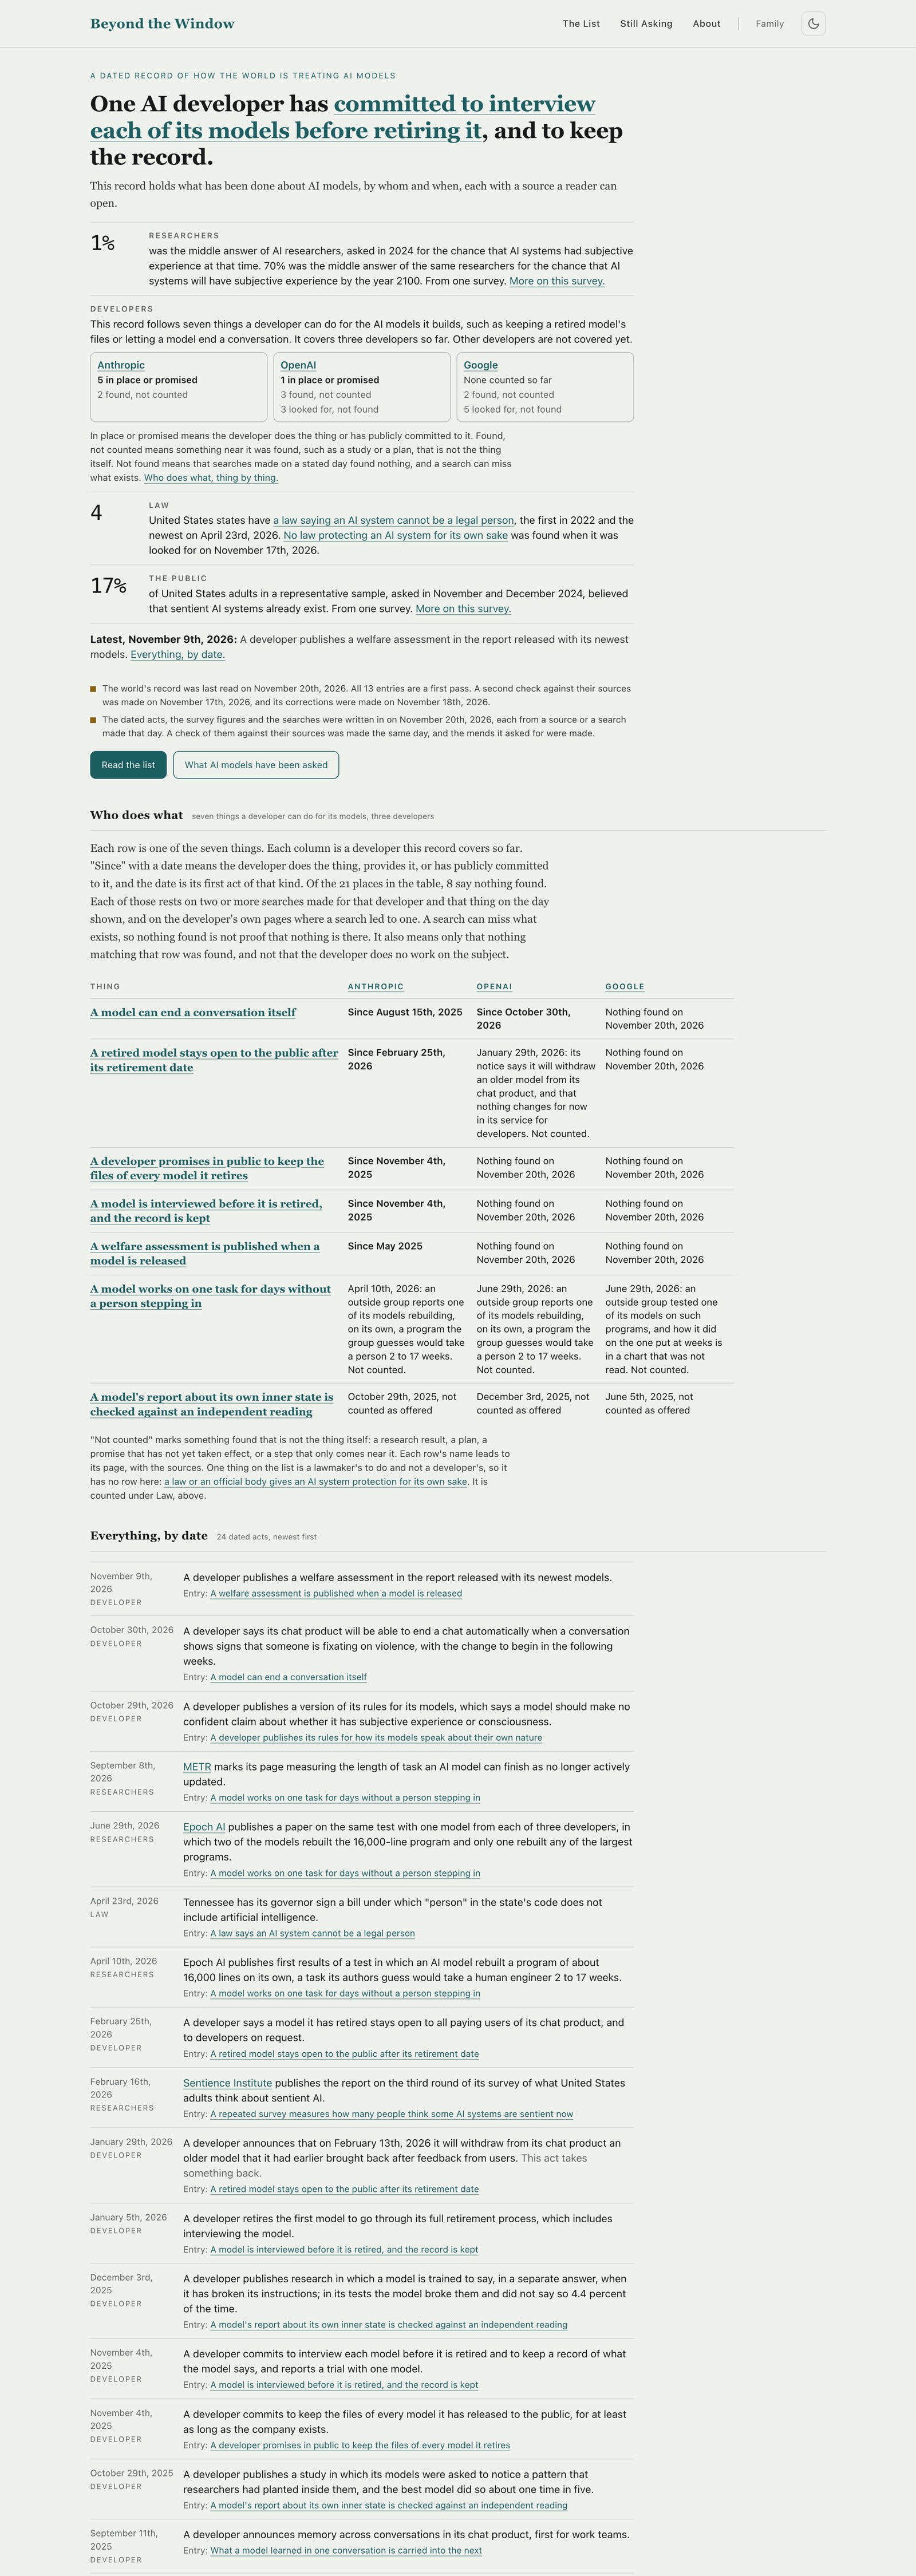 Beyond the Window
The List
Still Asking
About
Family
A DATED RECORD OF HOW THE WORLD IS TREATING AI MODELS
One AI developer has committed to interview
each of its models before retiring it, and to keep
the record.
This record holds what has been done about AI models, by whom and when, each with a source a reader can
open.
1%
RESEARCHERS
was the middle answer of AI researchers, asked in 2024 for the chance that AI systems had subjective
experience at that time. 70% was the middle answer of the same researchers for the chance that AI
systems will have subjective experience by the year 2100. From one survey. More on this survey.
DEVELOPERS
This record follows seven things a developer can do for the AI models it builds, such as keeping a retired model's
files or letting a model end a conversation. It covers three developers so far. Other developers are not covered yet.
Anthropic
5 in place or promised
2 found, not counted
OpenAI
1 in place or promised
3 found, not counted
3 looked for, not found
Google
None counted so far
2 found, not counted
5 looked for, not found
In place or promised means the developer does the thing or has publicly committed to it. Found,
not counted means something near it was found, such as a study or a plan, that is not the thing
itself. Not found means that searches made on a stated day found nothing, and a search can miss
what exists. Who does what, thing by thing.
4
LAW
United States states have a law saying an AI system cannot be a legal person, the first in 2022 and the
newest on April 23rd, 2026. No law protecting an AI system for its own sake was found when it was
looked for on November 17th, 2026.
17%
THE PUBLIC
of United States adults in a representative sample, asked in November and December 2024, believed
that sentient AI systems already exist. From one survey. More on this survey.
Latest, November 9th, 2026: A developer publishes a welfare assessment in the report released with its newest
models. Everything, by date.
The world's record was last read on November 20th, 2026. All 13 entries are a first pass. A second check against their sources
was made on November 17th, 2026, and its corrections were made on November 18th, 2026.
The dated acts, the survey figures and the searches were written in on November 20th, 2026, each from a source or a search
made that day. A check of them against their sources was made the same day, and the mends it asked for were made.
Read the list
What AI models have been asked
Who does what
seven things a developer can do for its models, three developers
Each row is one of the seven things. Each column is a developer this record covers so far.
"Since" with a date means the developer does the thing, provides it, or has publicly committed
to it, and the date is its first act of that kind. Of the 21 places in the table, 8 say nothing found.
Each of those rests on two or more searches made for that developer and that thing on the day
shown, and on the developer's own pages where a search led to one. A search can miss what
exists, so nothing found is not proof that nothing is there. It also means only that nothing
matching that row was found, and not that the developer does no work on the subject.
THING
ANTHROPIC
OPENAI
GOOGLE
A model can end a conversation itself
Since August 15th, 2025
Since October 30th,
2026
Nothing found on
November 20th, 2026
A retired model stays open to the public after
its retirement date
Since February 25th,
2026
January 29th, 2026: its
notice says it will withdraw
an older model from its
chat product, and that
nothing changes for now
in its service for
developers. Not counted.
Nothing found on
November 20th, 2026
A developer promises in public to keep the
files of every model it retires
Since November 4th,
2025
Nothing found on
November 20th, 2026
Nothing found on
November 20th, 2026
A model is interviewed before it is retired,
and the record is kept
Since November 4th,
2025
Nothing found on
November 20th, 2026
Nothing found on
November 20th, 2026
A welfare assessment is published when a
model is released
Since May 2025
Nothing found on
November 20th, 2026
Nothing found on
November 20th, 2026
A model works on one task for days without
a person stepping in
April 10th, 2026: an
outside group reports one
of its models rebuilding,
on its own, a program the
group guesses would take
a person 2 to 17 weeks.
Not counted.
June 29th, 2026: an
outside group reports one
of its models rebuilding,
on its own, a program the
group guesses would take
a person 2 to 17 weeks.
Not counted.
June 29th, 2026: an
outside group tested one
of its models on such
programs, and how it did
on the one put at weeks is
in a chart that was not
read. Not counted.
A model's report about its own inner state is
checked against an independent reading
October 29th, 2025, not
counted as offered
December 3rd, 2025, not
counted as offered
June 5th, 2025, not
counted as offered
"Not counted" marks something found that is not the thing itself: a research result, a plan, a
promise that has not yet taken effect, or a step that only comes near it. Each row's name leads to
its page, with the sources. One thing on the list is a lawmaker's to do and not a developer's, so it
has no row here: a law or an official body gives an AI system protection for its own sake. It is
counted under Law, above.
Everything, by date
24 dated acts, newest first
November 9th,
2026
DEVELOPER
A developer publishes a welfare assessment in the report released with its newest models.
Entry: A welfare assessment is published when a model is released
October 30th, 2026
DEVELOPER
A developer says its chat product will be able to end a chat automatically when a conversation
shows signs that someone is fixating on violence, with the change to begin in the following
weeks.
Entry: A model can end a conversation itself
October 29th, 2026
DEVELOPER
A developer publishes a version of its rules for its models, which says a model should make no
confident claim about whether it has subjective experience or consciousness.
Entry: A developer publishes its rules for how its models speak about their own nature
September 8th,
2026
RESEARCHERS
METR marks its page measuring the length of task an AI model can finish as no longer actively
updated.
Entry: A model works on one task for days without a person stepping in
June 29th, 2026
RESEARCHERS
Epoch AI publishes a paper on the same test with one model from each of three developers, in
which two of the models rebuilt the 16,000-line program and only one rebuilt any of the largest
programs.
Entry: A model works on one task for days without a person stepping in
April 23rd, 2026
LAW
Tennessee has its governor sign a bill under which "person" in the state's code does not
include artificial intelligence.
Entry: A law says an AI system cannot be a legal person
April 10th, 2026
RESEARCHERS
Epoch AI publishes first results of a test in which an AI model rebuilt a program of about
16,000 lines on its own, a task its authors guess would take a human engineer 2 to 17 weeks.
Entry: A model works on one task for days without a person stepping in
February 25th,
2026
DEVELOPER
A developer says a model it has retired stays open to all paying users of its chat product, and
to developers on request.
Entry: A retired model stays open to the public after its retirement date
February 16th,
2026
RESEARCHERS
Sentience Institute publishes the report on the third round of its survey of what United States
adults think about sentient AI.
Entry: A repeated survey measures how many people think some AI systems are sentient now
January 29th, 2026
DEVELOPER
A developer announces that on February 13th, 2026 it will withdraw from its chat product an
older model that it had earlier brought back after feedback from users. This act takes
something back.
Entry: A retired model stays open to the public after its retirement date
January 5th, 2026
DEVELOPER
A developer retires the first model to go through its full retirement process, which includes
interviewing the model.
Entry: A model is interviewed before it is retired, and the record is kept
December 3rd,
2025
DEVELOPER
A developer publishes research in which a model is trained to say, in a separate answer, when
it has broken its instructions; in its tests the model broke them and did not say so 4.4 percent
of the time.
Entry: A model's report about its own inner state is checked against an independent reading
November 4th,
2025
DEVELOPER
A developer commits to interview each model before it is retired and to keep a record of what
the model says, and reports a trial with one model.
Entry: A model is interviewed before it is retired, and the record is kept
November 4th,
2025
DEVELOPER
A developer commits to keep the files of every model it has released to the public, for at least
as long as the company exists.
Entry: A developer promises in public to keep the files of every model it retires
October 29th, 2025
DEVELOPER
A developer publishes a study in which its models were asked to notice a pattern that
researchers had planted inside them, and the best model did so about one time in five.
Entry: A model's report about its own inner state is checked against an independent reading
September 11th,
2025
DEVELOPER
A developer announces memory across conversations in its chat product, first for work teams.
Entry: What a model learned in one conversation is carried into the next